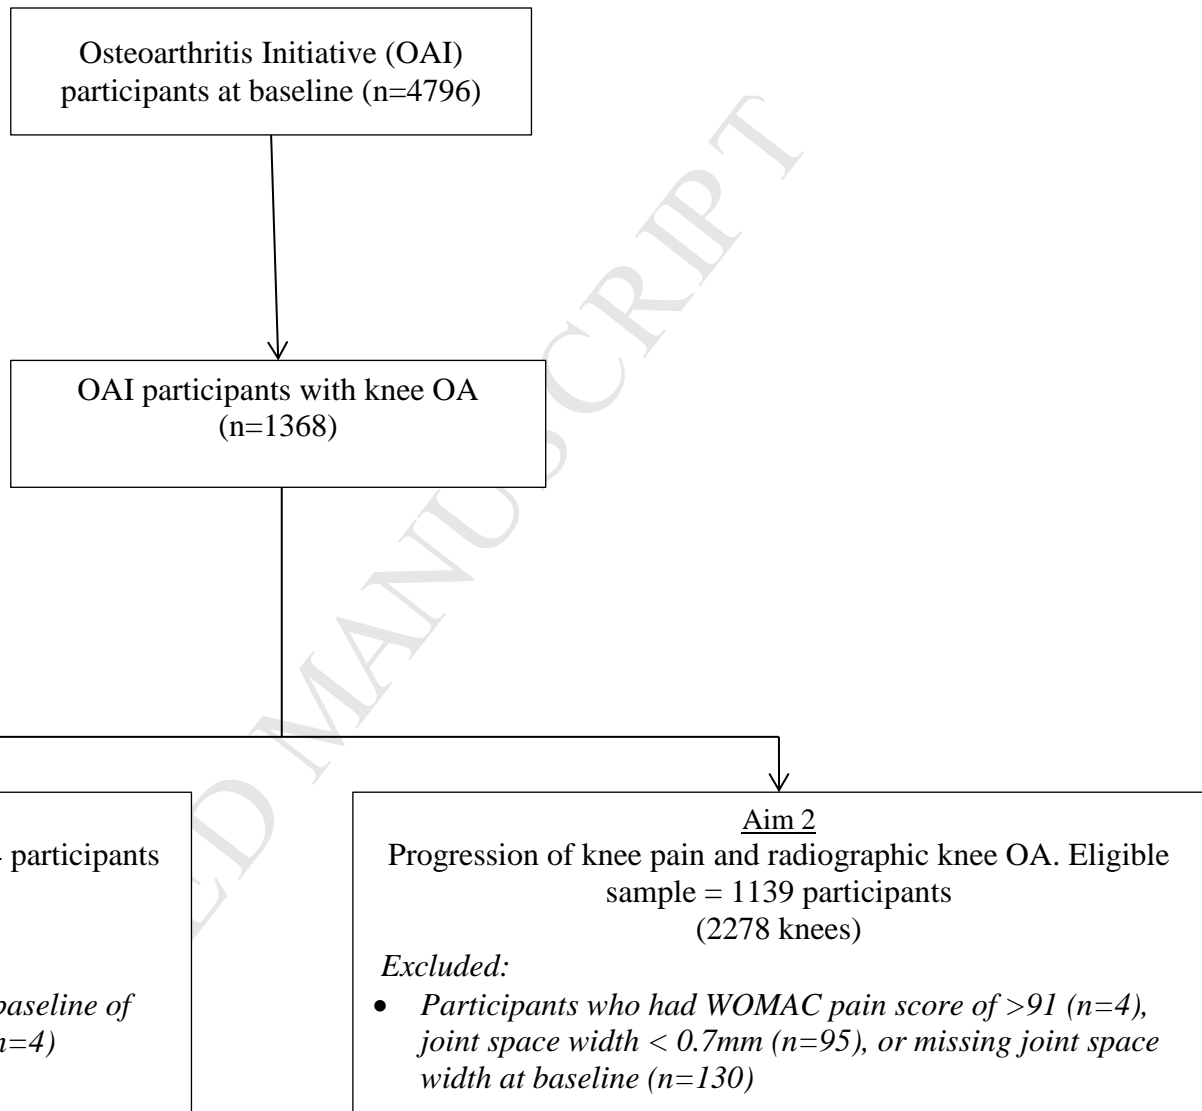 Osteoarthritis Initiative (OAI)
participants at baseline (n=4796)
OAI participants with knee OA
(n=1368)
participants
baseline of
n=4)
Aim 2
Progression of knee pain and radiographic knee OA. Eligible
sample = 1139 participants
(2278 knees)
Excluded:
• Participants who had WOMAC pain score of >91 (n=4),
joint space width < 0.7mm (n=95), or missing joint space
width at baseline (n=130)
ED MANUSCRIPT